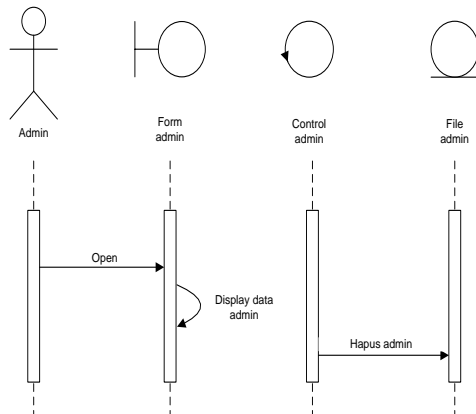 Admin
Form
admin
Control
admin
File
admin
Open
Display data
admin
Hapus admin